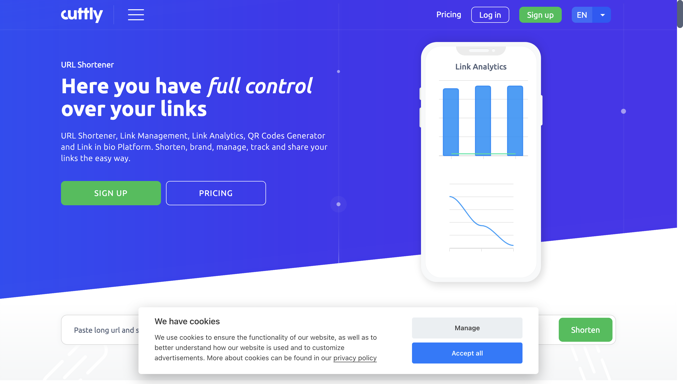 cuttly
Pricing
Log in
Sign up
EN
URL Shortener
Here you have full control
over your links
URL Shortener, Link Management, Link Analytics, QR Codes Generator
and Link in bio Platform. Shorten, brand, manage, track and share your
links the easy way.
SIGN UP
PRICING
Link Analytics
Paste long url and s
Shorten
We have cookies
We use cookies to ensure the functionality of our website, as well as to
better understand how our website is used and to customize
advertisements. More about cookies can be found in our privacy policy
Manage
Accept all